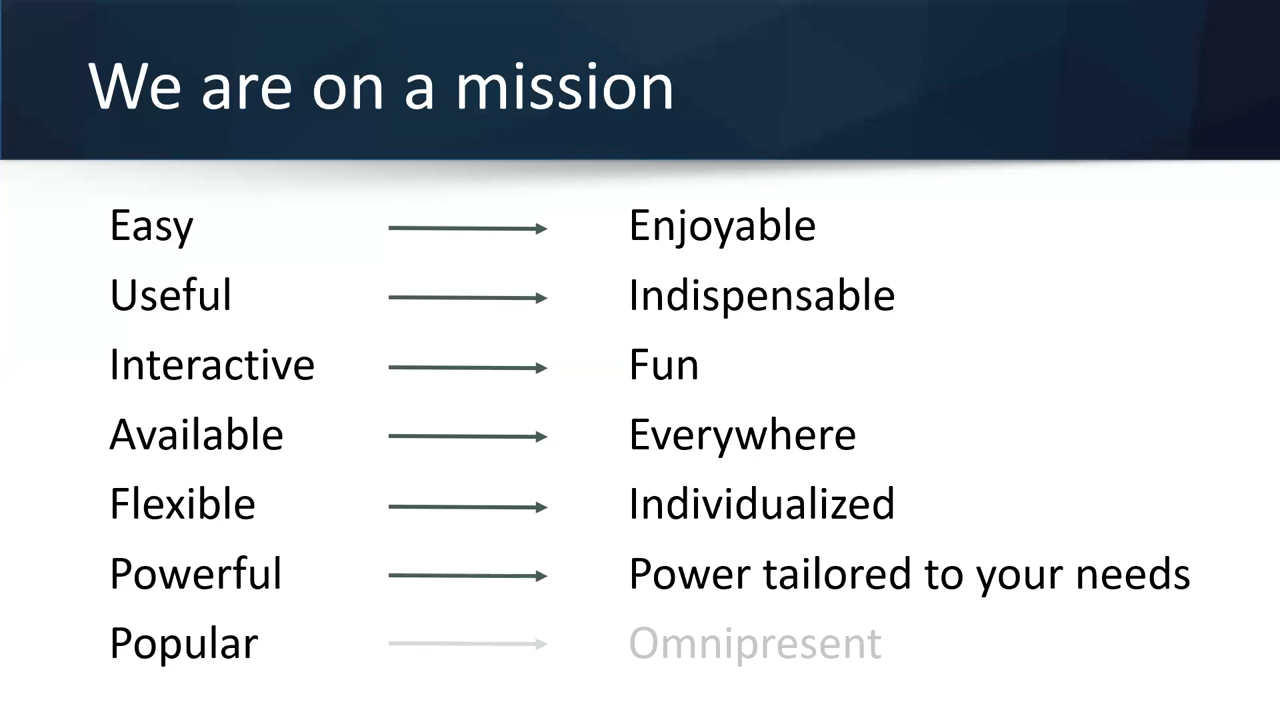 We are on a mission
Easy Enjoyable
Useful Indispensable
Interactive Fun
Available Everywhere
Flexible Individualized
Powerful Power tailored to your needs
Popular Omnipresent